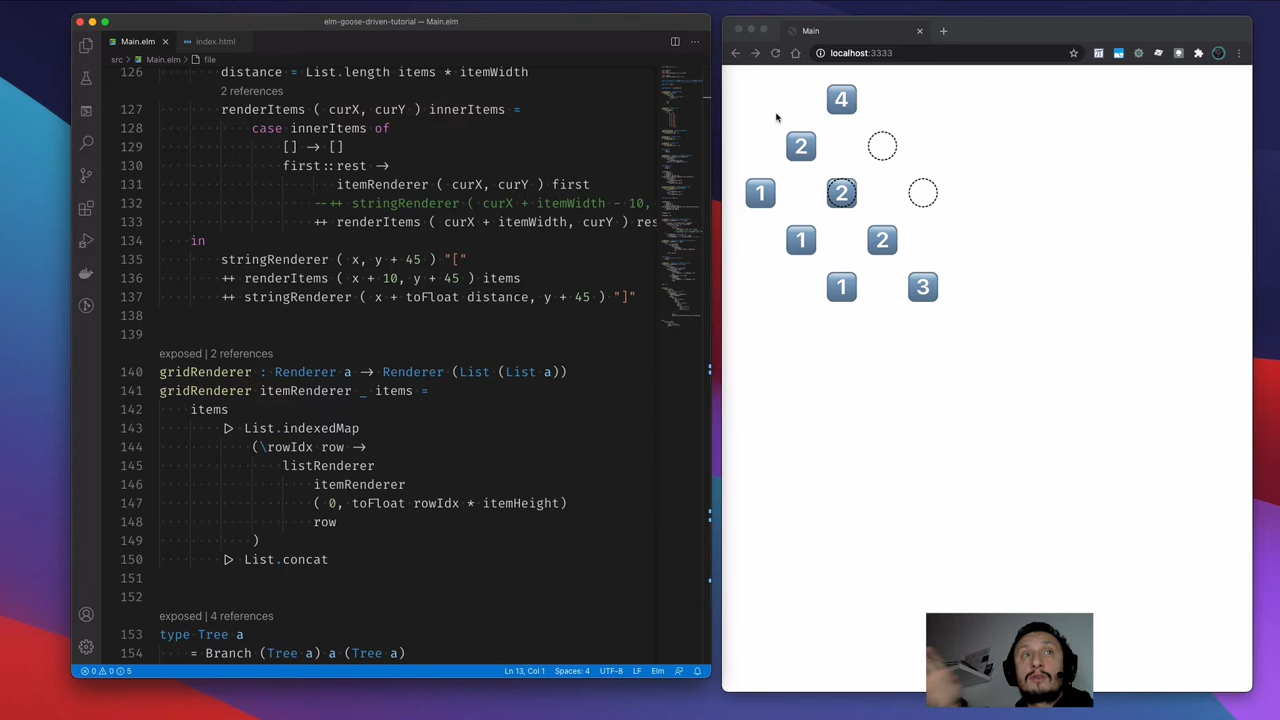 elm-goose-driven-tutorial — Main.elm
Main.elm
index.html
src > Main.elm > file
126 distance = List.length items * itemWidth
2 references
127 renderItems ( curX, curY ) innerItems =
128 case innerItems of
129 [] → []
130 first::rest →
131 itemRenderer ( curX, curY ) first
132 --++ stringRenderer ( curX + itemWidth - 10,
133 ++ renderItems ( curX + itemWidth, curY ) res
134 in
135 stringRenderer ( x, y + 45 ) "["
136 ++ renderItems ( x + 10, y + 45 ) items
137 ++ stringRenderer ( x + toFloat distance, y + 45 ) "]"
138
139
exposed | 2 references
140 gridRenderer : Renderer a → Renderer (List (List a))
141 gridRenderer itemRenderer _ items =
142 items
143 ▷ List.indexedMap
144 (\rowIdx row →
145 listRenderer
146 itemRenderer
147 ( 0, toFloat rowIdx * itemHeight)
148 row
149 )
150 ▷ List.concat
151
152
exposed | 4 references
153 type Tree a
154 = Branch (Tree a) a (Tree a)
0 0 5
Ln 13, Col 1
Spaces: 4
UTF-8
LF
Elm
Main
localhost:3333
4
2
1 2
1 2
1 3